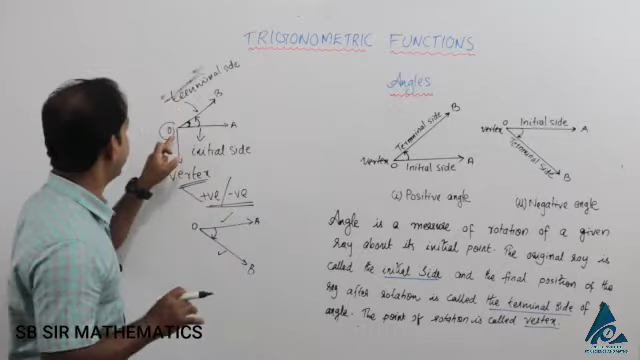 TRIGONOMETRIC FUNCTIONS
Angles
terminal side
B
O
A
initial side
vertex
+ve/-ve
O
A
B
B
Terminal side
vertex
O
Initial side
A
(i) Positive angle
O
Initial side
vertex
A
Terminal side
B
(ii) Negative angle
Angle is a measure of rotation of a given
ray about its initial point. The original ray is
called the initial side and the final position of the
ray after rotation is called the terminal side of
angle. The point of rotation is called vertex.
SB SIR MATHEMATICS